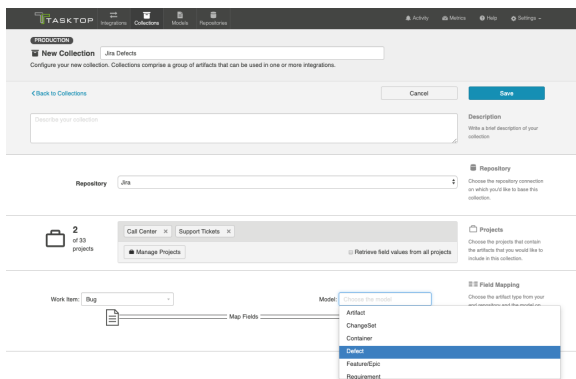 TASKTOP
Integrations
Collections
Models
Repositories
Activity
Metrics
Help
Settings
PRODUCTION
New Collection
Jira Defects
Configure your new collection. Collections comprise a group of artifacts that can be used in one or more integrations.
Back to Collections
Cancel
Save
Describe your collection
Description
Write a brief description of your
collection
Repository
Jira
Repository
Choose the repository connection
on which you'd like to base this
collection.
2
of 33
projects
Call Center ×
Support Tickets ×
Manage Projects
Retrieve field values from all projects
Projects
Choose the projects that contain
the artifacts that you would like to
include in this collection.
Work Item: Bug
Map Fields
Model: Choose the model
Artifact
ChangeSet
Container
Defect
Feature/Epic
Requirement
Field Mapping
Choose the artifact type from your
end repository and the model on